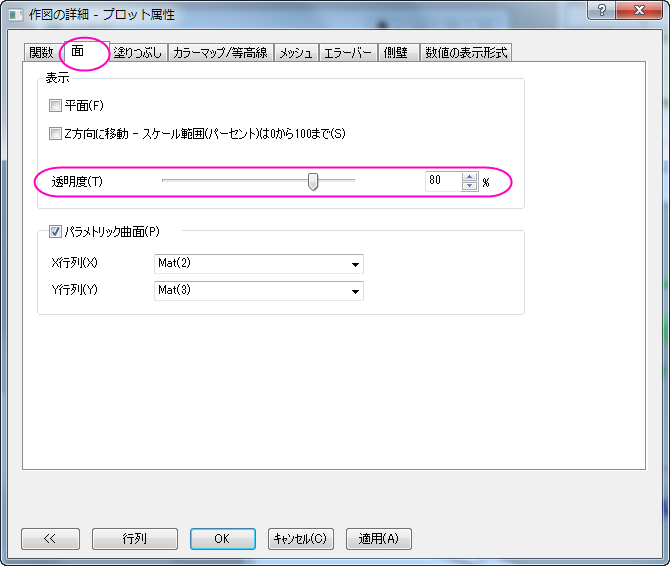 作図の詳細 - プロット属性
関数 面 塗りつぶし カラーマップ/等高線 メッシュ エラーバー 側壁 数値の表示形式
表示
平面(F)
Z方向に移動 - スケール範囲(パーセント)は0から100まで(S)
透明度(T) 80 %
パラメトリック曲面(P)
X行列(X) Mat(2)
Y行列(Y) Mat(3)
<< 行列 OK キャンセル(C) 適用(A)